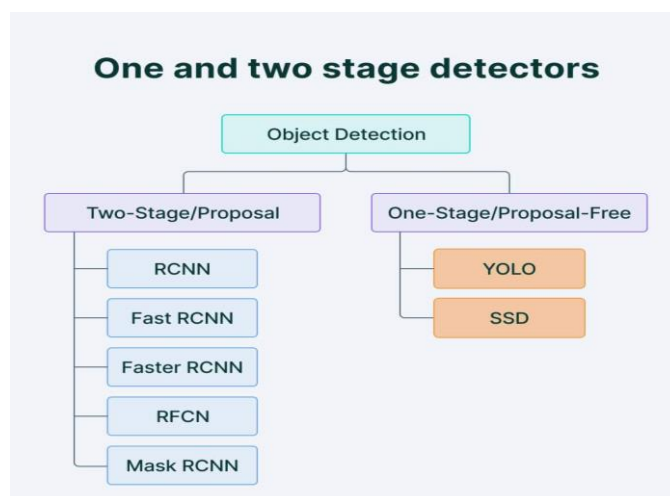 One and two stage detectors
Object Detection
Two-Stage/Proposal
One-Stage/Proposal-Free
RCNN
YOLO
Fast RCNN
SSD
Faster RCNN
RFCN
Mask RCNN